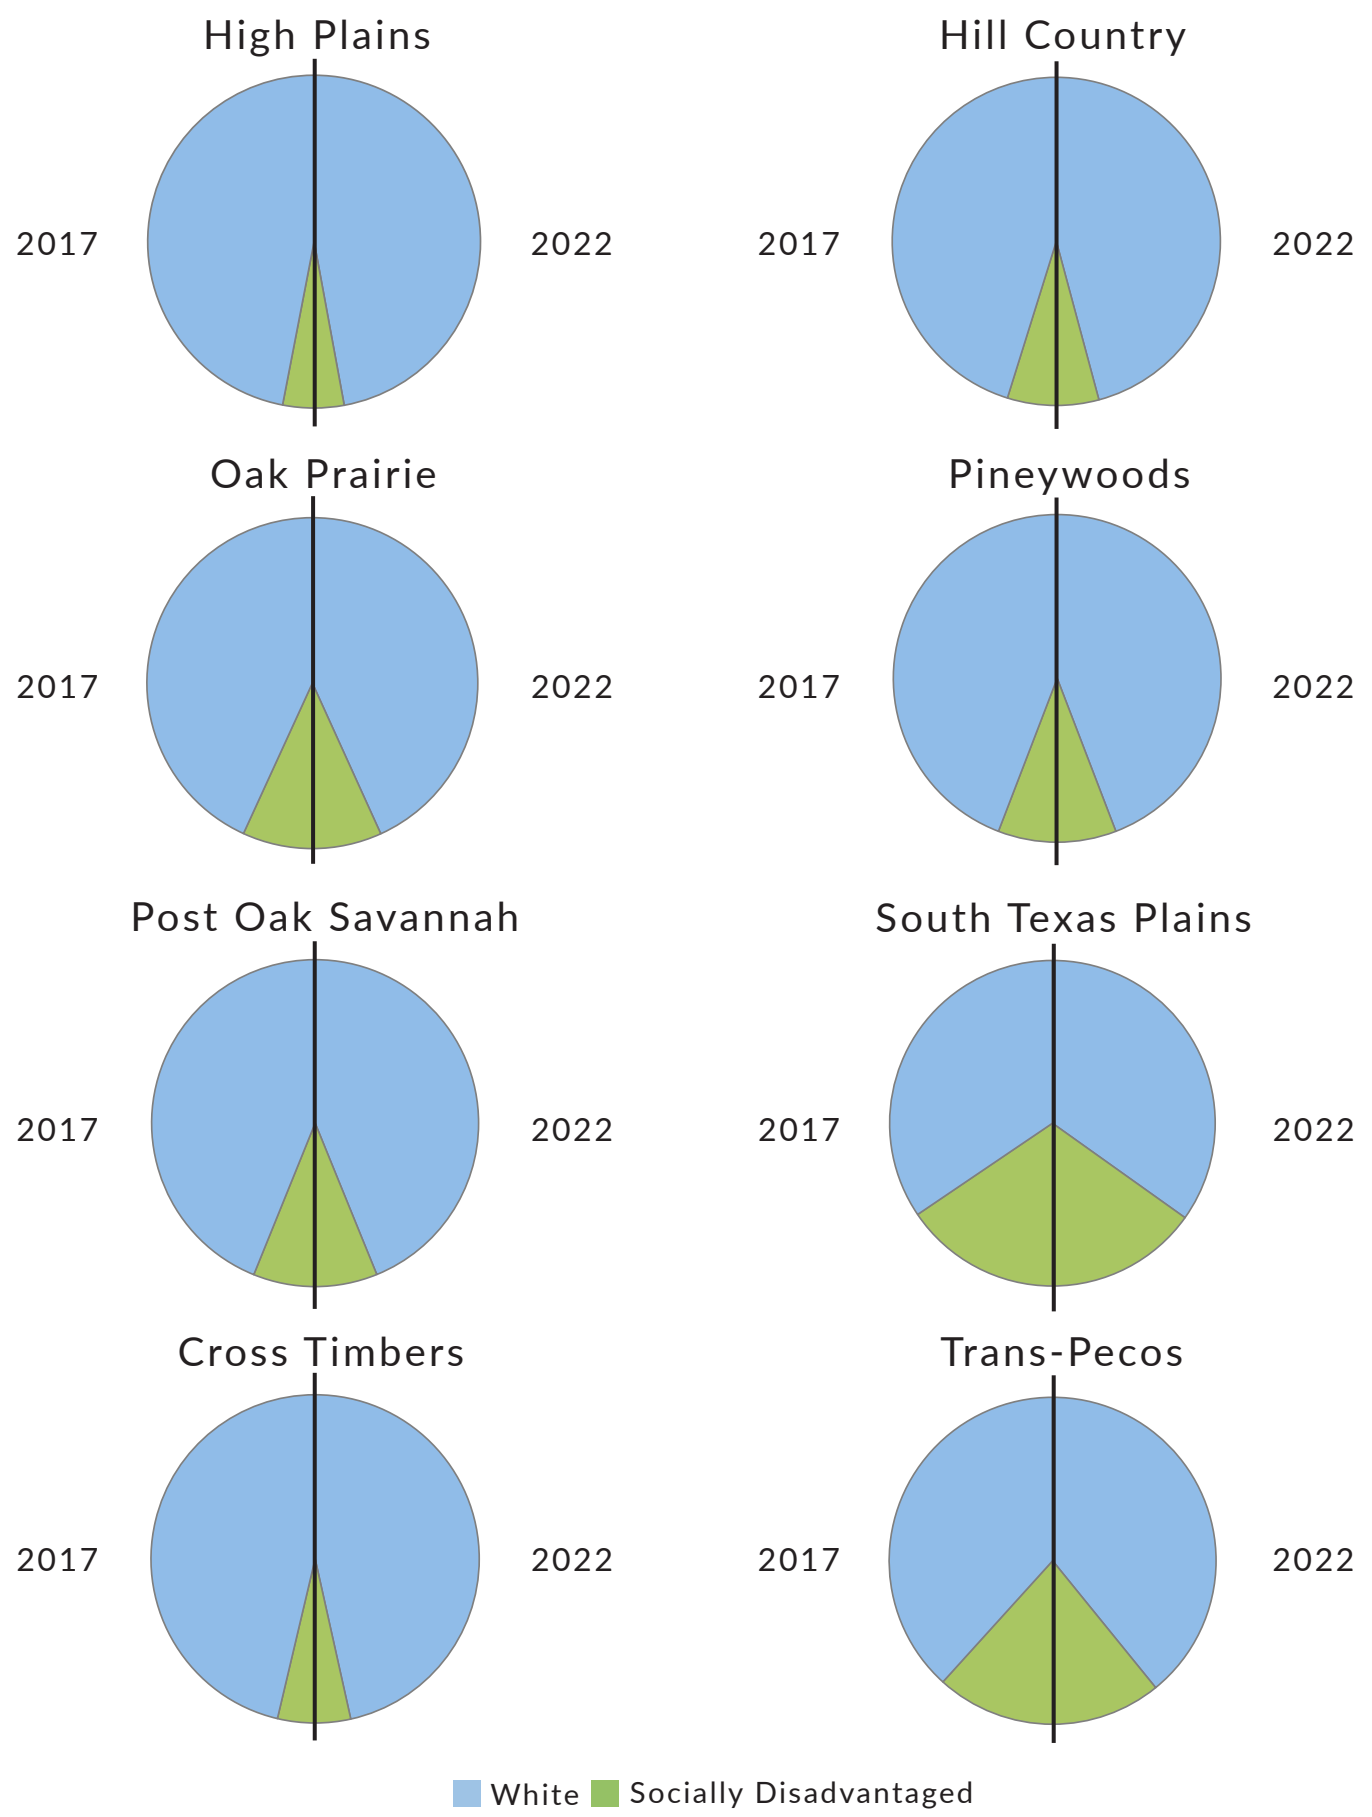 High Plains
Hill Country
2017
2022
2017
2022
Oak Prairie
Pineywoods
2017
2022
2017
2022
Post Oak Savannah
South Texas Plains
2017
2022
2017
2022
Cross Timbers
Trans-Pecos
2017
2022
2017
2022
White
Socially Disadvantaged